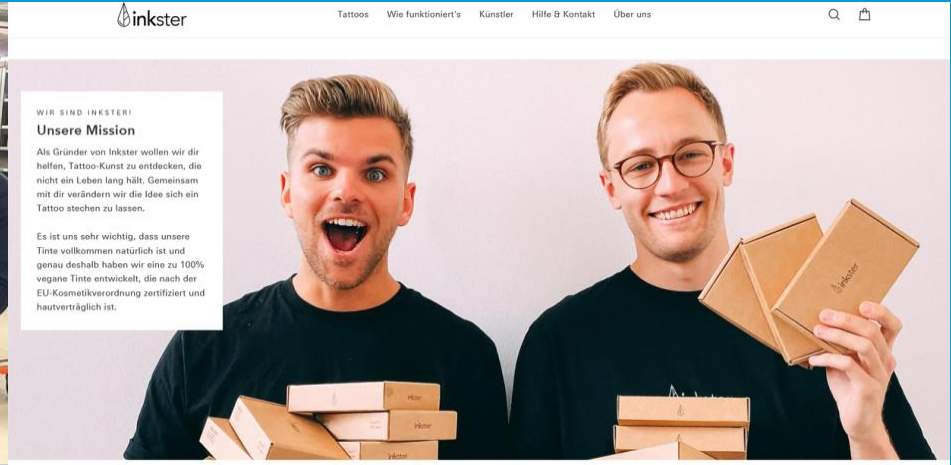 inkster
Tattoos Wie funktioniert's Künstler Hilfe & Kontakt Über uns
WIR SIND INKSTER!
Unsere Mission
Als Gründer von Inkster wollen wir dir
helfen, Tattoo-Kunst zu entdecken, die
nicht ein Leben lang hält. Gemeinsam
mit dir verändern wir die Idee sich ein
Tattoo stechen zu lassen.
Es ist uns sehr wichtig, dass unsere
Tinte vollkommen natürlich ist und
genau deshalb haben wir eine zu 100%
vegane Tinte entwickelt, die nach der
EU-Kosmetikverordnung zertifiziert und
hautverträglich ist.
inkster
inkster
inkster
inkster